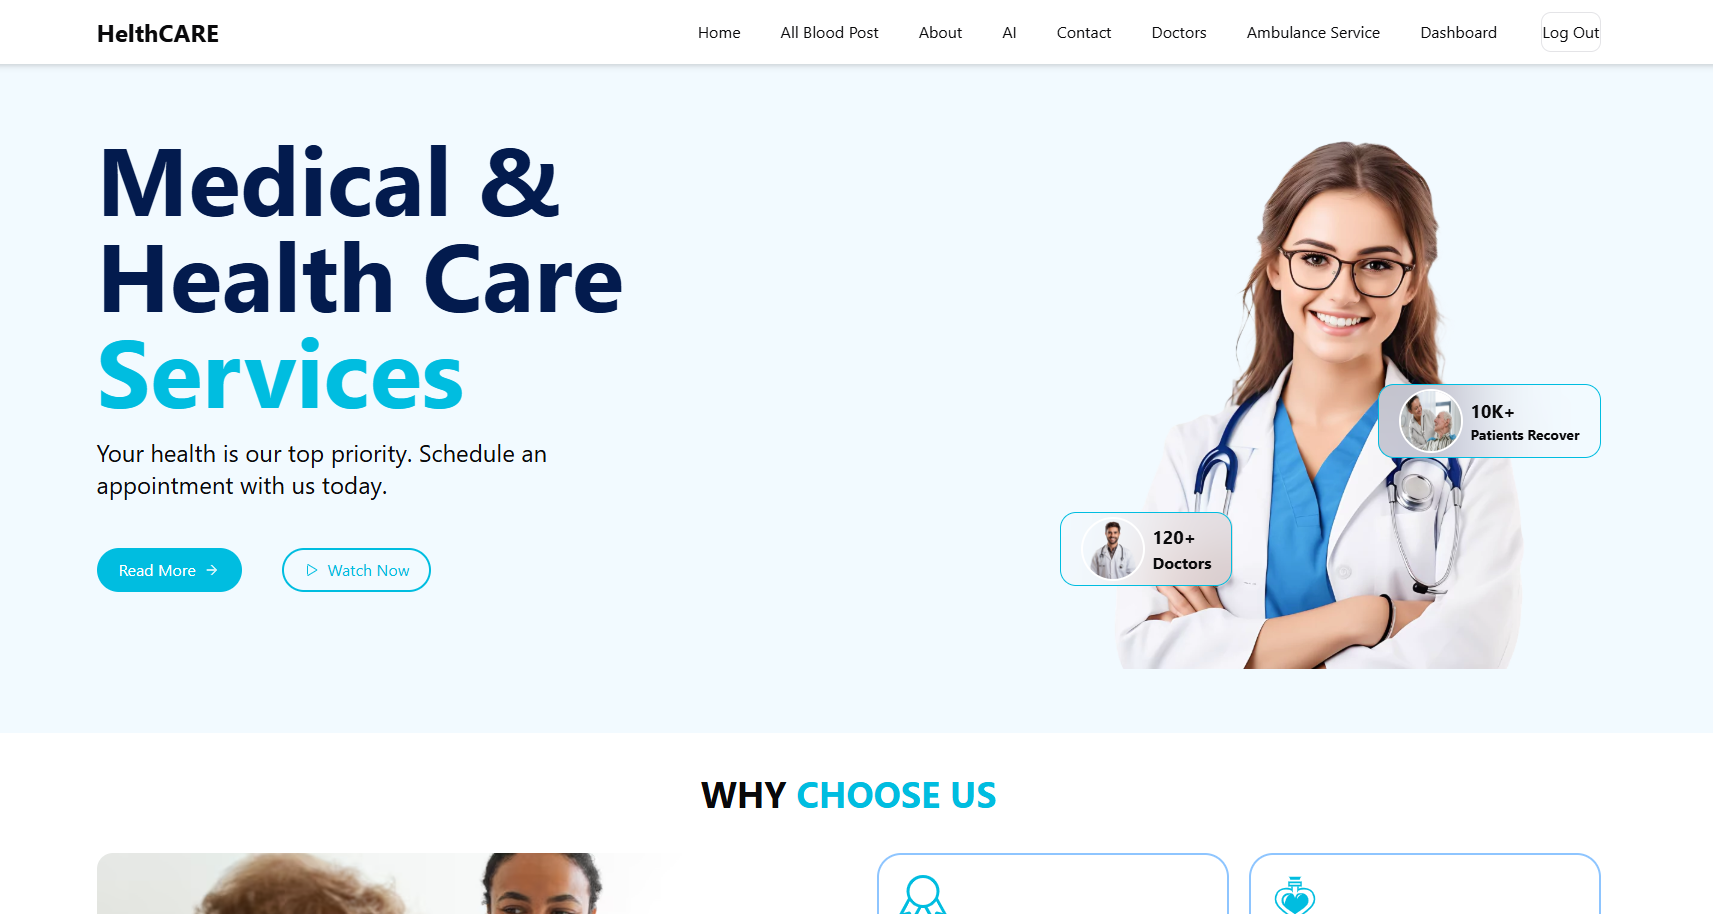 HelthCARE
Home All Blood Post About AI Contact Doctors Ambulance Service Dashboard Log Out
Medical &
Health Care
Services
Your health is our top priority. Schedule an
appointment with us today.
Read More Watch Now
10K+
Patients Recover
120+
Doctors
WHY CHOOSE US